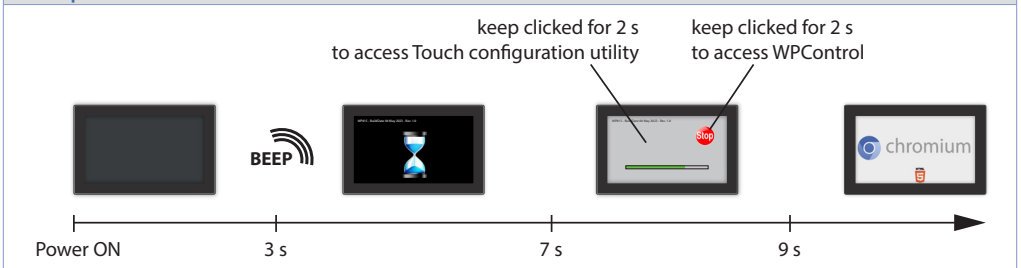 keep clicked for 2 s
to access Touch configuration utility
keep clicked for 2 s
to access WPControl
BEEP
Stop
chromium
5
Power ON
3 s
7 s
9 s